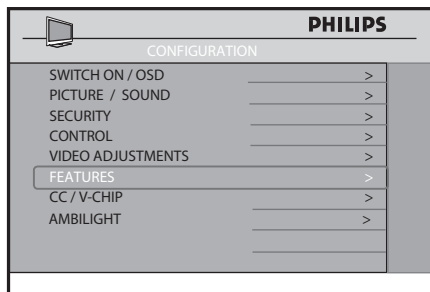 PHILIPS
CONFIGURATION
SWITCH ON / OSD >
PICTURE / SOUND >
SECURITY >
CONTROL >
VIDEO ADJUSTMENTS >
FEATURES >
CC / V-CHIP >
AMBILIGHT >